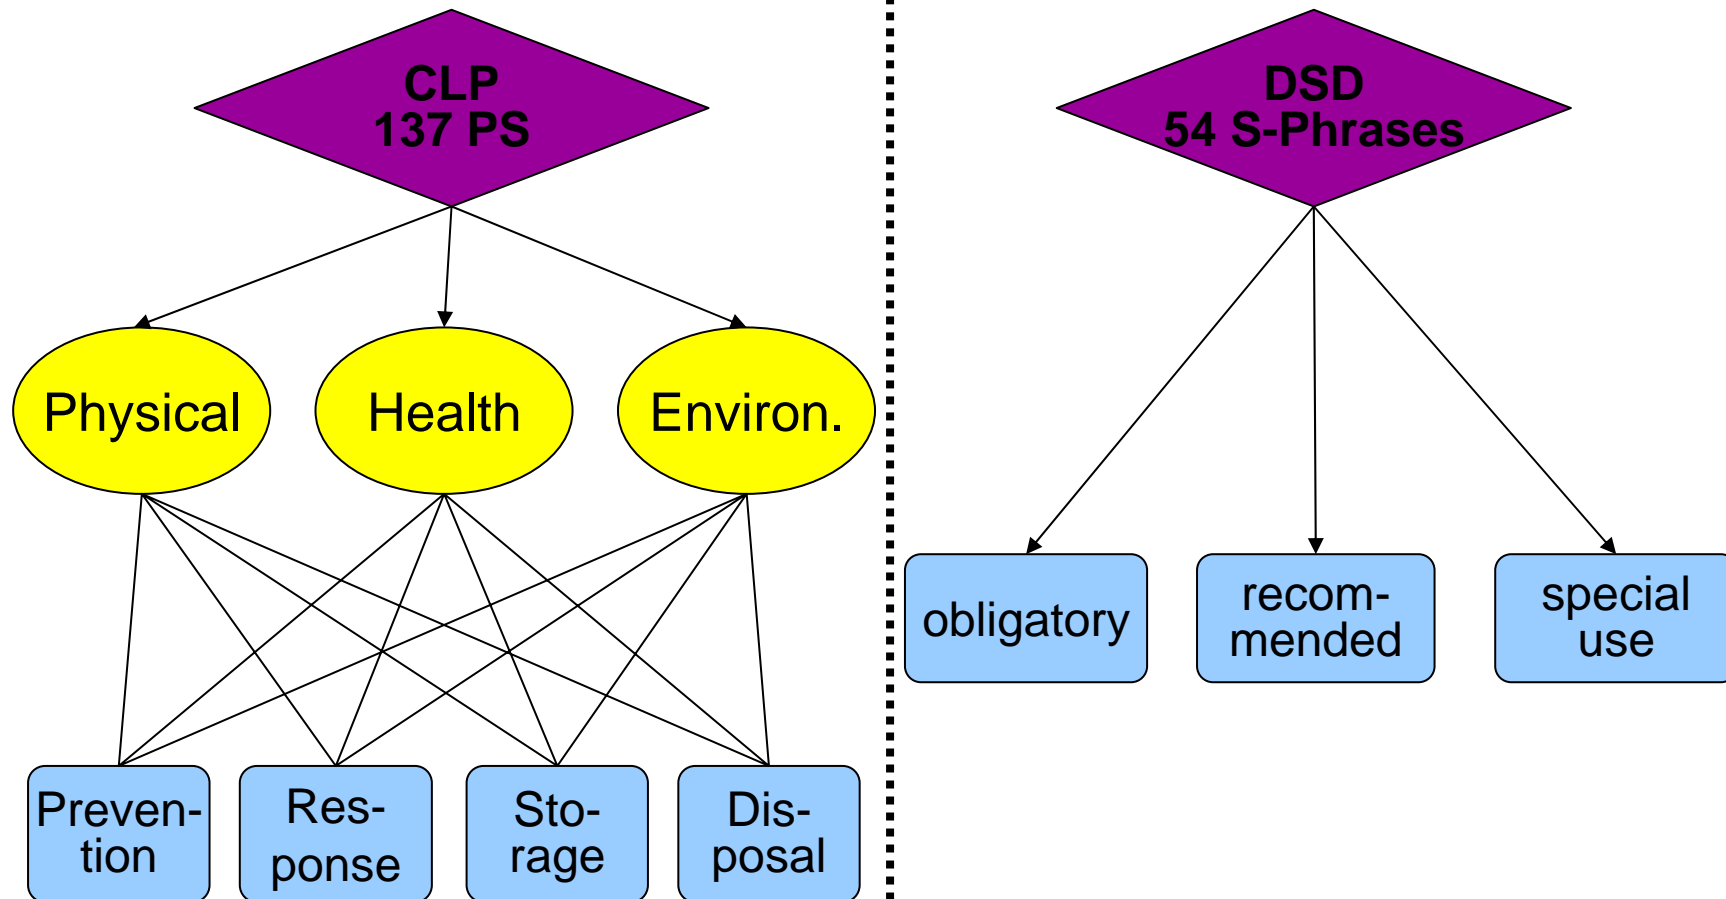 CLP
137 PS
DSD
54 S-Phrases
Physical
Health
Environ.
obligatory
recom-
mended
special
use
Preven-
tion
Res-
ponse
Sto-
rage
Dis-
posal